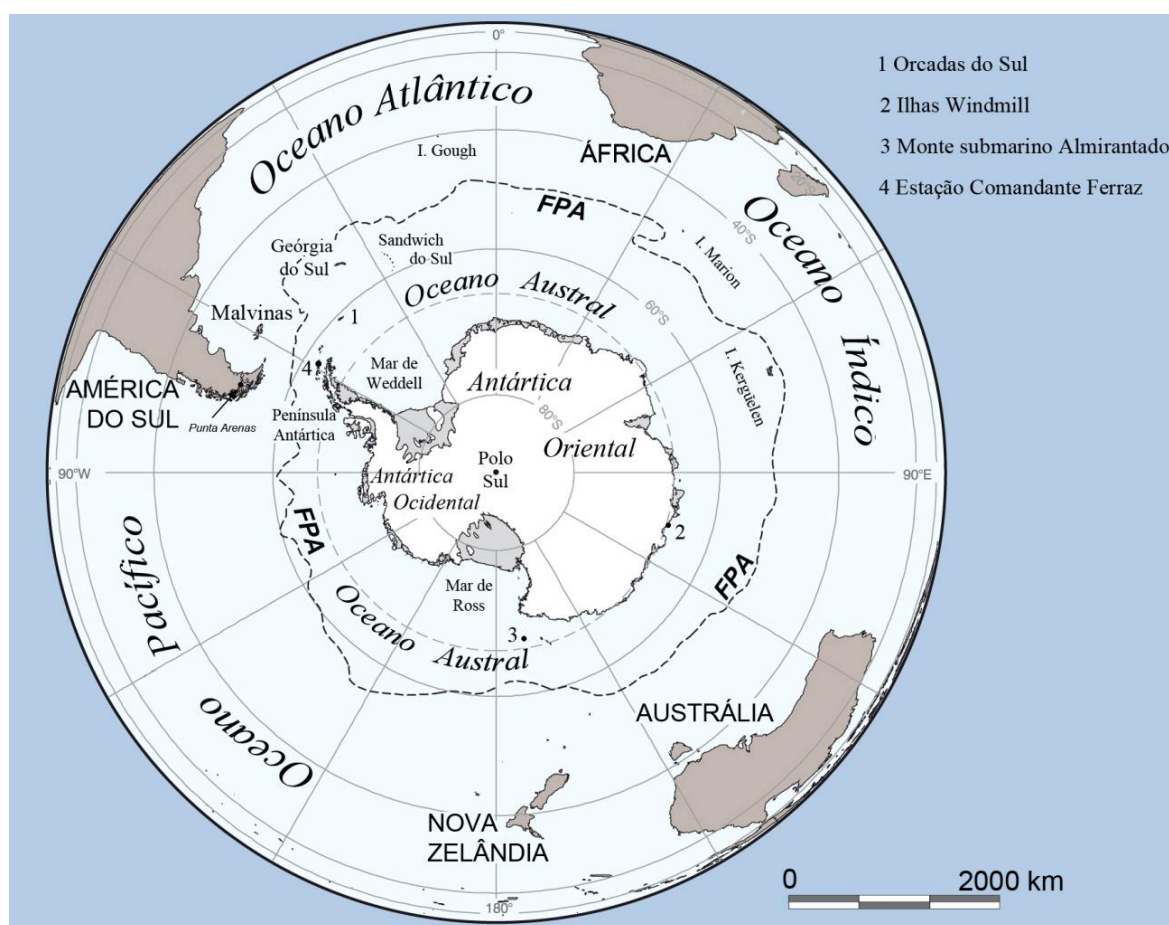 0°
1 Orcadas do Sul
2 Ilhas Windmill
3 Monte submarino Almirantado
4 Estação Comandante Ferraz
Oceano Atlântico
I. Gough
ÁFRICA
20°S
Oceano Índico
FPA
40°S
I. Marion
Geórgia
do Sul
Sandwich
do Sul
Oceano Austral
60°S
Malvinas
1
4
Mar de
Weddell
I. Kergüelen
AMÉRICA
DO SUL
Punta Arenas
Península
Antártica
Antártica
Oriental
80°S
90°W
Polo
Sul
90°E
Antártica
Ocidental
FPA
2
FPA
Mar de
Ross
3
Oceano Austral
Oceano Pacífico
AUSTRÁLIA
NOVA
ZELÂNDIA
180°
0 2000 km